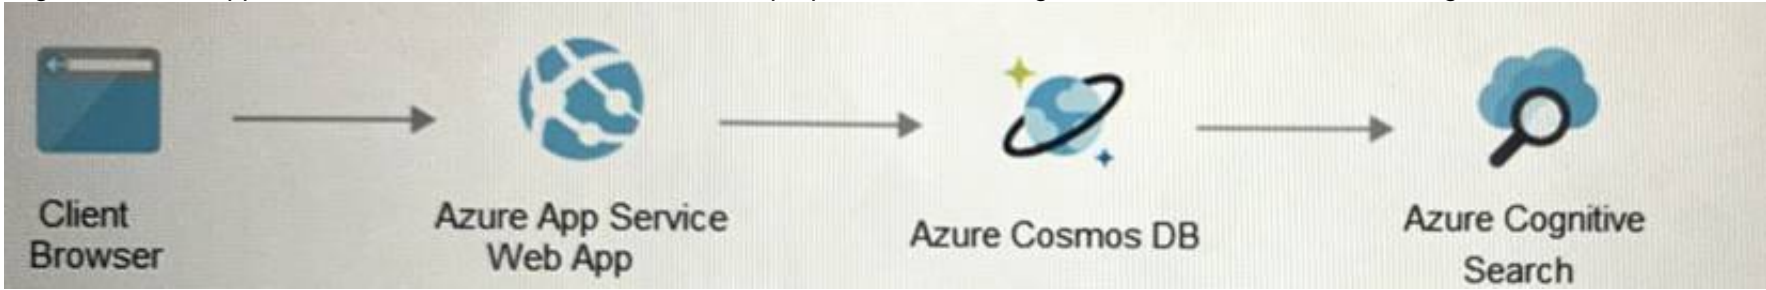 Client
Browser
Azure App Service
Web App
Azure Cosmos DB
Azure Cognitive
Search